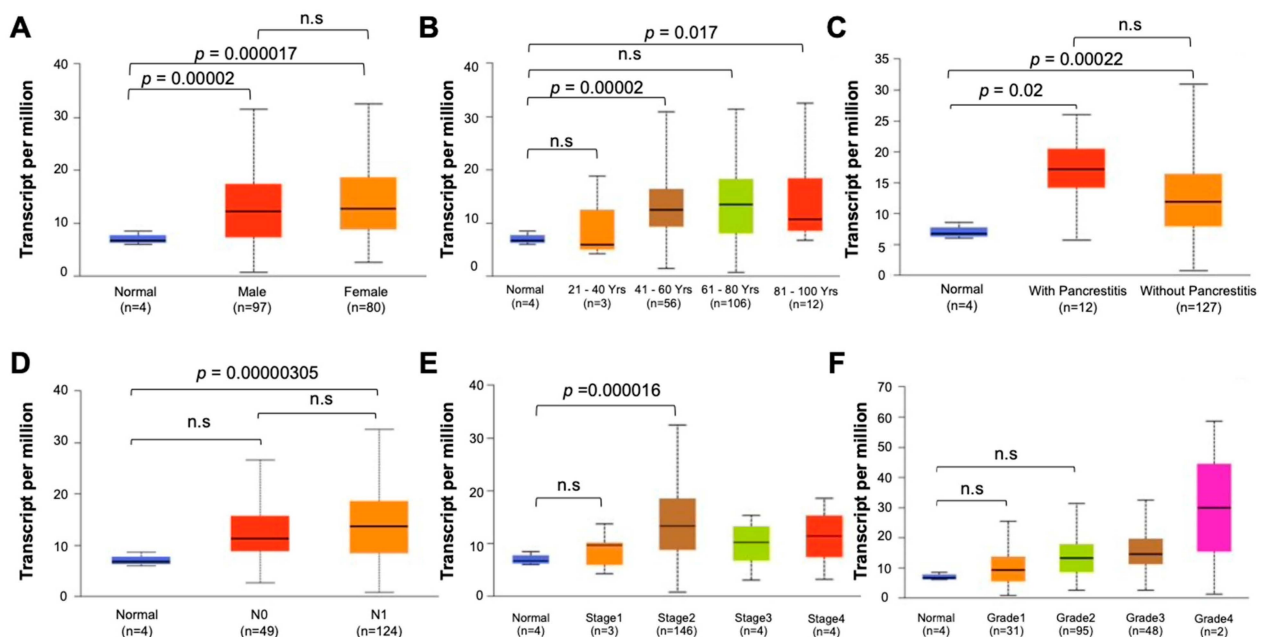 A
n.s
p = 0.000017
p = 0.00002
Transcript per million
40
30
20
10
0
Normal
(n=4)
Male
(n=97)
Female
(n=80)
B
p = 0.017
n.s
p = 0.00002
n.s
Transcript per million
40
30
20
10
0
Normal
(n=4)
21 - 40 Yrs
(n=3)
41 - 60 Yrs
(n=56)
61 - 80 Yrs
(n=106)
81 - 100 Yrs
(n=12)
C
n.s
p = 0.00022
p = 0.02
Transcript per million
35
30
25
20
15
10
5
0
Normal
(n=4)
With Pancrestitis
(n=12)
Without Pancrestitis
(n=127)
D
p = 0.00000305
n.s
n.s
Transcript per million
40
30
20
10
0
Normal
(n=4)
N0
(n=49)
N1
(n=124)
E
p =0.000016
n.s
Transcript per million
40
30
20
10
0
Normal
(n=4)
Stage1
(n=3)
Stage2
(n=146)
Stage3
(n=4)
Stage4
(n=4)
F
n.s
n.s
Transcript per million
70
60
50
40
30
20
10
0
Normal
(n=4)
Grade1
(n=31)
Grade2
(n=95)
Grade3
(n=48)
Grade4
(n=2)